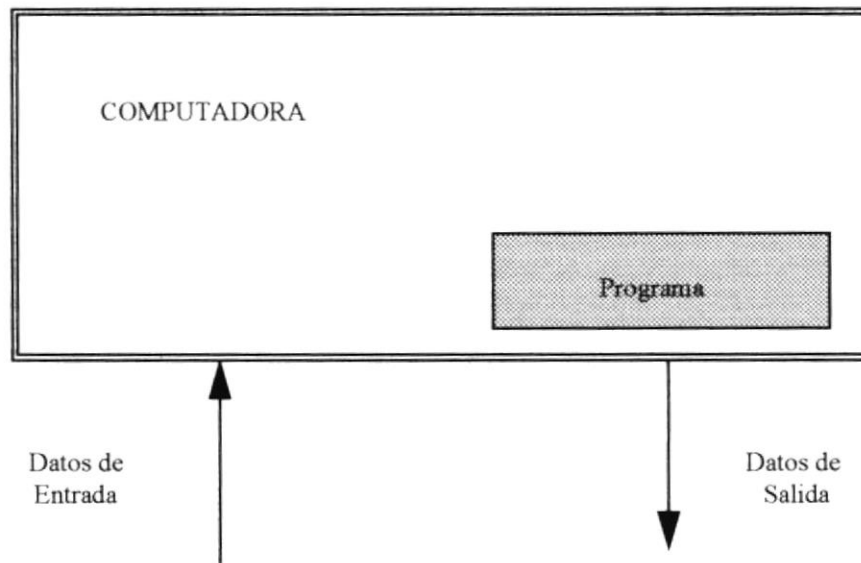 COMPUTADORA
Programa
Datos de
Entrada
Datos de
Salida